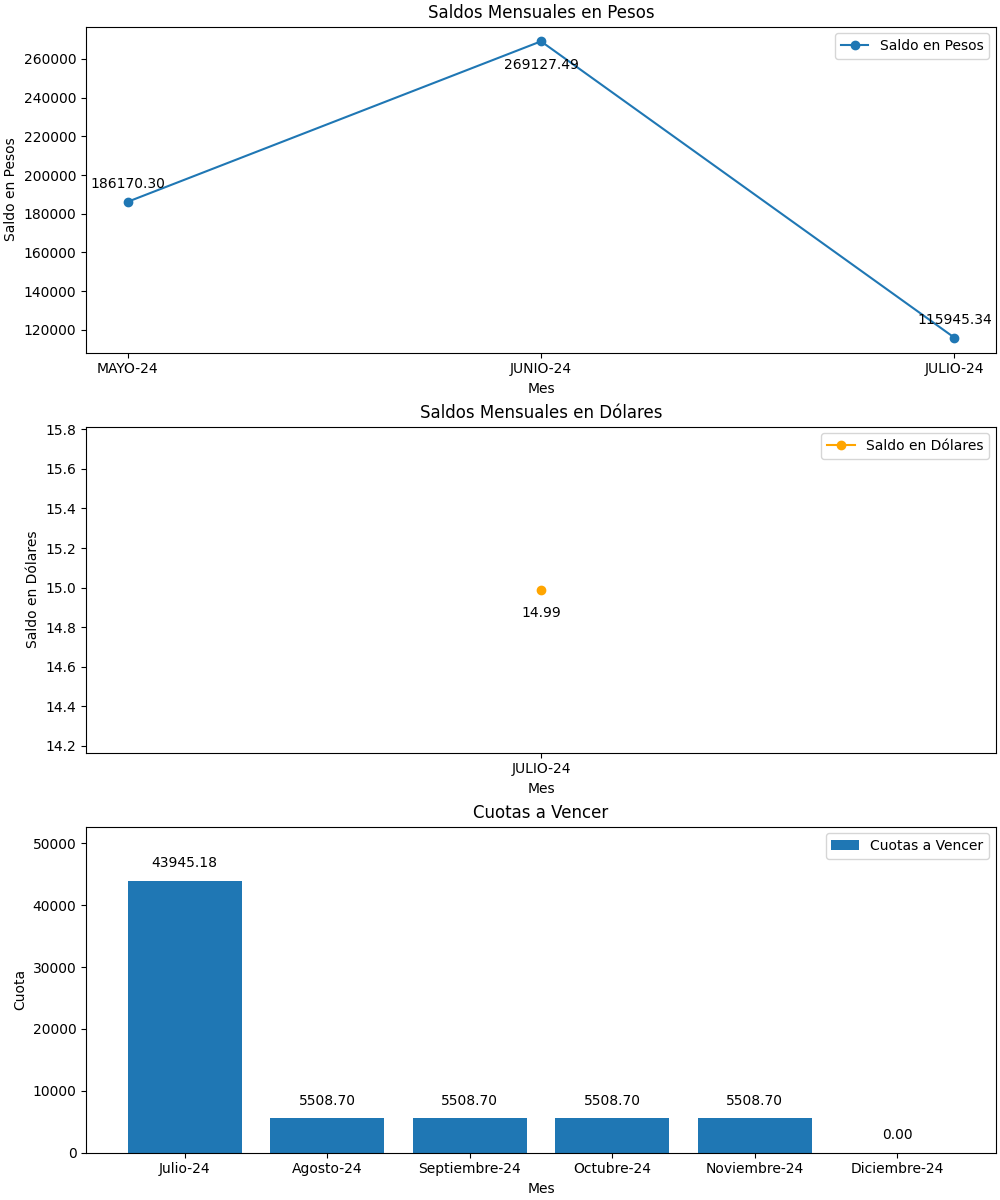 Saldos Mensuales en Pesos
Saldo en Pesos
260000
240000
220000
200000
180000
160000
140000
120000
Saldo en Pesos
186170.30
269127.49
115945.34
MAYO-24 JUNIO-24 JULIO-24
Mes
Saldos Mensuales en Dólares
Saldo en Dólares
15.8
15.6
15.4
15.2
15.0
14.8
14.6
14.4
14.2
Saldo en Dólares
14.99
JULIO-24
Mes
Cuotas a Vencer
Cuotas a Vencer
50000
40000
30000
20000
10000
0
Cuota
43945.18
5508.70 5508.70 5508.70 5508.70
0.00
Julio-24 Agosto-24 Septiembre-24 Octubre-24 Noviembre-24 Diciembre-24
Mes